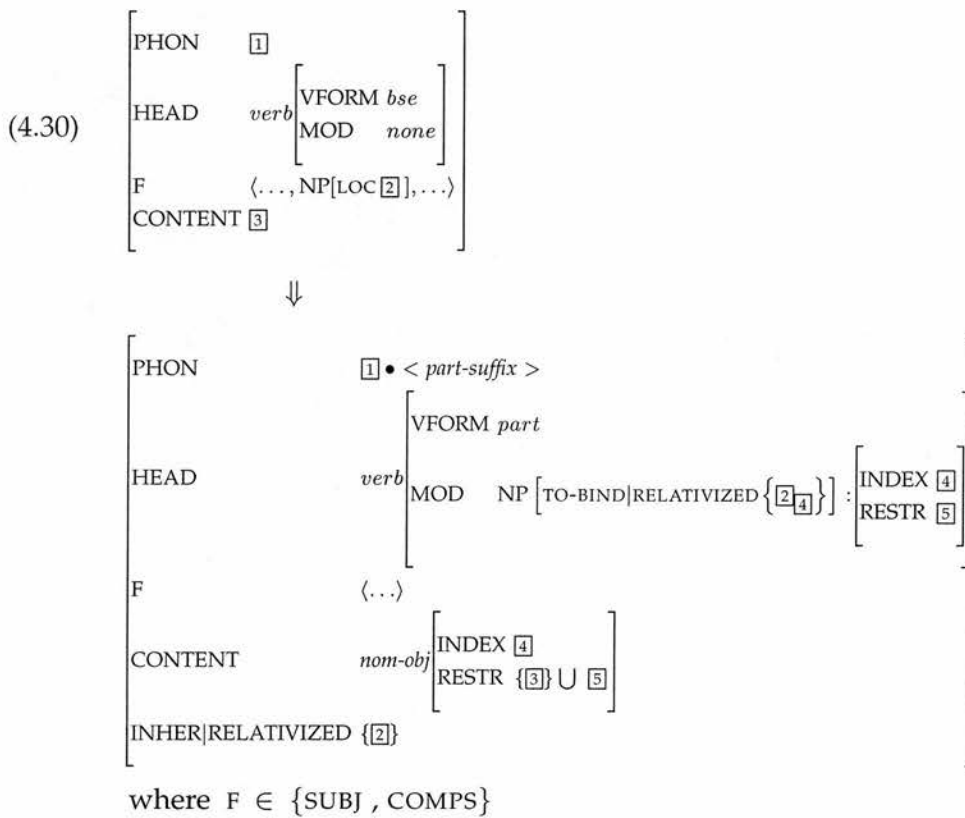 PHON 1
(4.30) HEAD verb [VFORM bse
MOD none]
F ⟨..., NP[LOC 2], ...⟩
CONTENT 3
⇓
PHON 1 • < part-suffix >
VFORM part
HEAD verb
MOD NP [TO-BIND|RELATIVIZED {2 4}] : [INDEX 4
RESTR 5]
F ⟨...⟩
CONTENT nom-obj [INDEX 4
RESTR {3} ⋃ 5]
INHER|RELATIVIZED {2}
where F ∈ {SUBJ , COMPS}